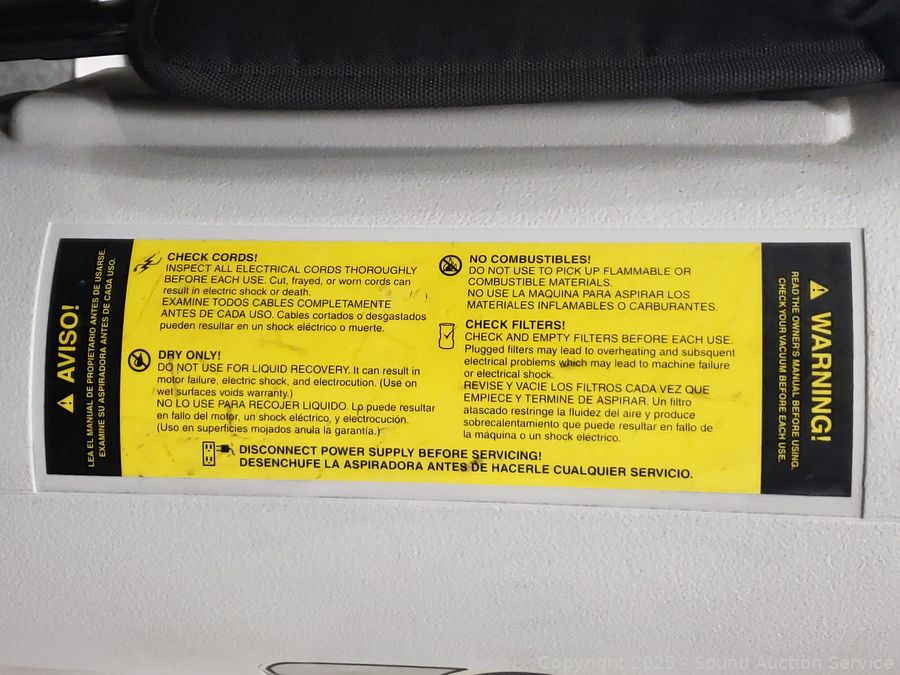 ⚠ AVISO!
LEA EL MANUAL DE PROPIETARIO ANTES DE USARSE.
EXAMINE SU ASPIRADORA ANTES DE CADA USO.
CHECK CORDS!
INSPECT ALL ELECTRICAL CORDS THOROUGHLY
BEFORE EACH USE. Cut, frayed, or worn cords can
result in electric shock or death.
EXAMINE TODOS CABLES COMPLETAMENTE
ANTES DE CADA USO. Cables cortados o desgastados
pueden resultar en un shock eléctrico o muerte.
DRY ONLY!
DO NOT USE FOR LIQUID RECOVERY. It can result in
motor failure, electric shock, and electrocution. (Use on
wet surfaces voids warranty.)
NO LO USE PARA RECOJER LIQUIDO. Lo puede resultar
en fallo del motor, un shock eléctrico, y electrocución.
(Uso en superficies mojados anula la garantía.)
NO COMBUSTIBLES!
DO NOT USE TO PICK UP FLAMMABLE OR
COMBUSTIBLE MATERIALS.
NO USE LA MAQUINA PARA ASPIRAR LOS
MATERIALES INFLAMABLES O CARBURANTES.
CHECK FILTERS!
CHECK AND EMPTY FILTERS BEFORE EACH USE.
Plugged filters may lead to overheating and subsquent
electrical problems which may lead to machine failure
or electrical shock.
REVISE Y VACIE LOS FILTROS CADA VEZ QUE
EMPIECE Y TERMINE DE ASPIRAR. Un filtro
atascado restringe la fluidez del aire y produce
sobrecalentamiento que puede resultar en fallo de
la máquina o un shock eléctrico.
DISCONNECT POWER SUPPLY BEFORE SERVICING!
DESENCHUFE LA ASPIRADORA ANTES DE HACERLE CUALQUIER SERVICIO.
⚠ WARNING!
READ THE OWNER'S MANUAL BEFORE USING.
CHECK YOUR VACUUM BEFORE EACH USE.
Copyright 2025 - Sound Auction Service